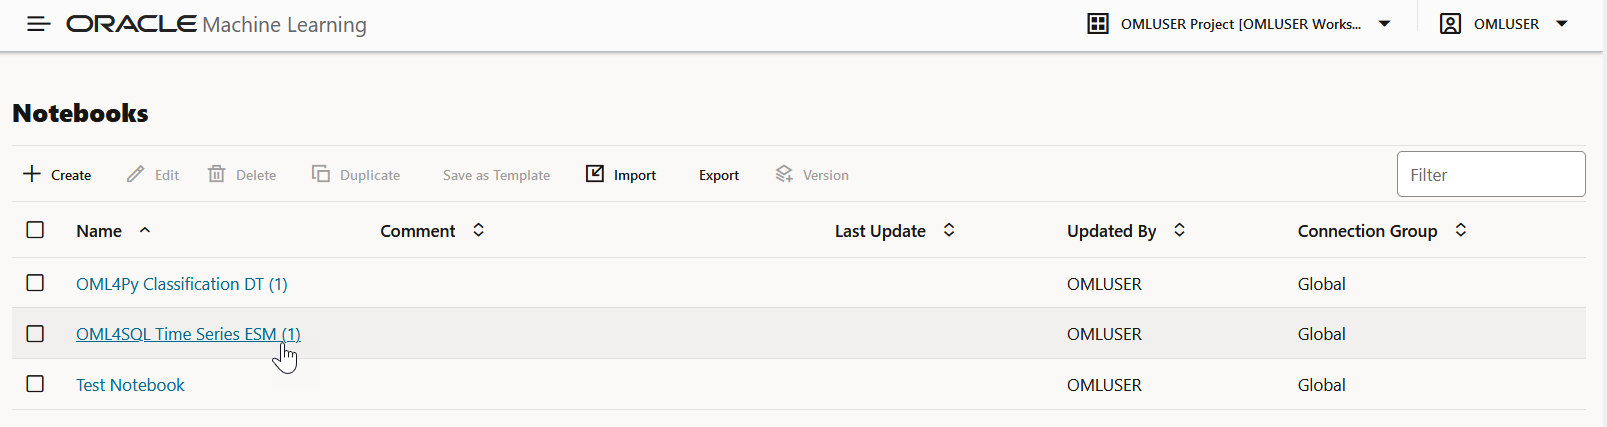 ORACLE Machine Learning OMLUSER Project [OMLUSER Works... OMLUSER
Notebooks
Create Edit Delete Duplicate Save as Template Import Export Version Filter
Name Comment Last Update Updated By Connection Group
OML4Py Classification DT (1) OMLUSER Global
OML4SQL Time Series ESM (1) OMLUSER Global
Test Notebook OMLUSER Global